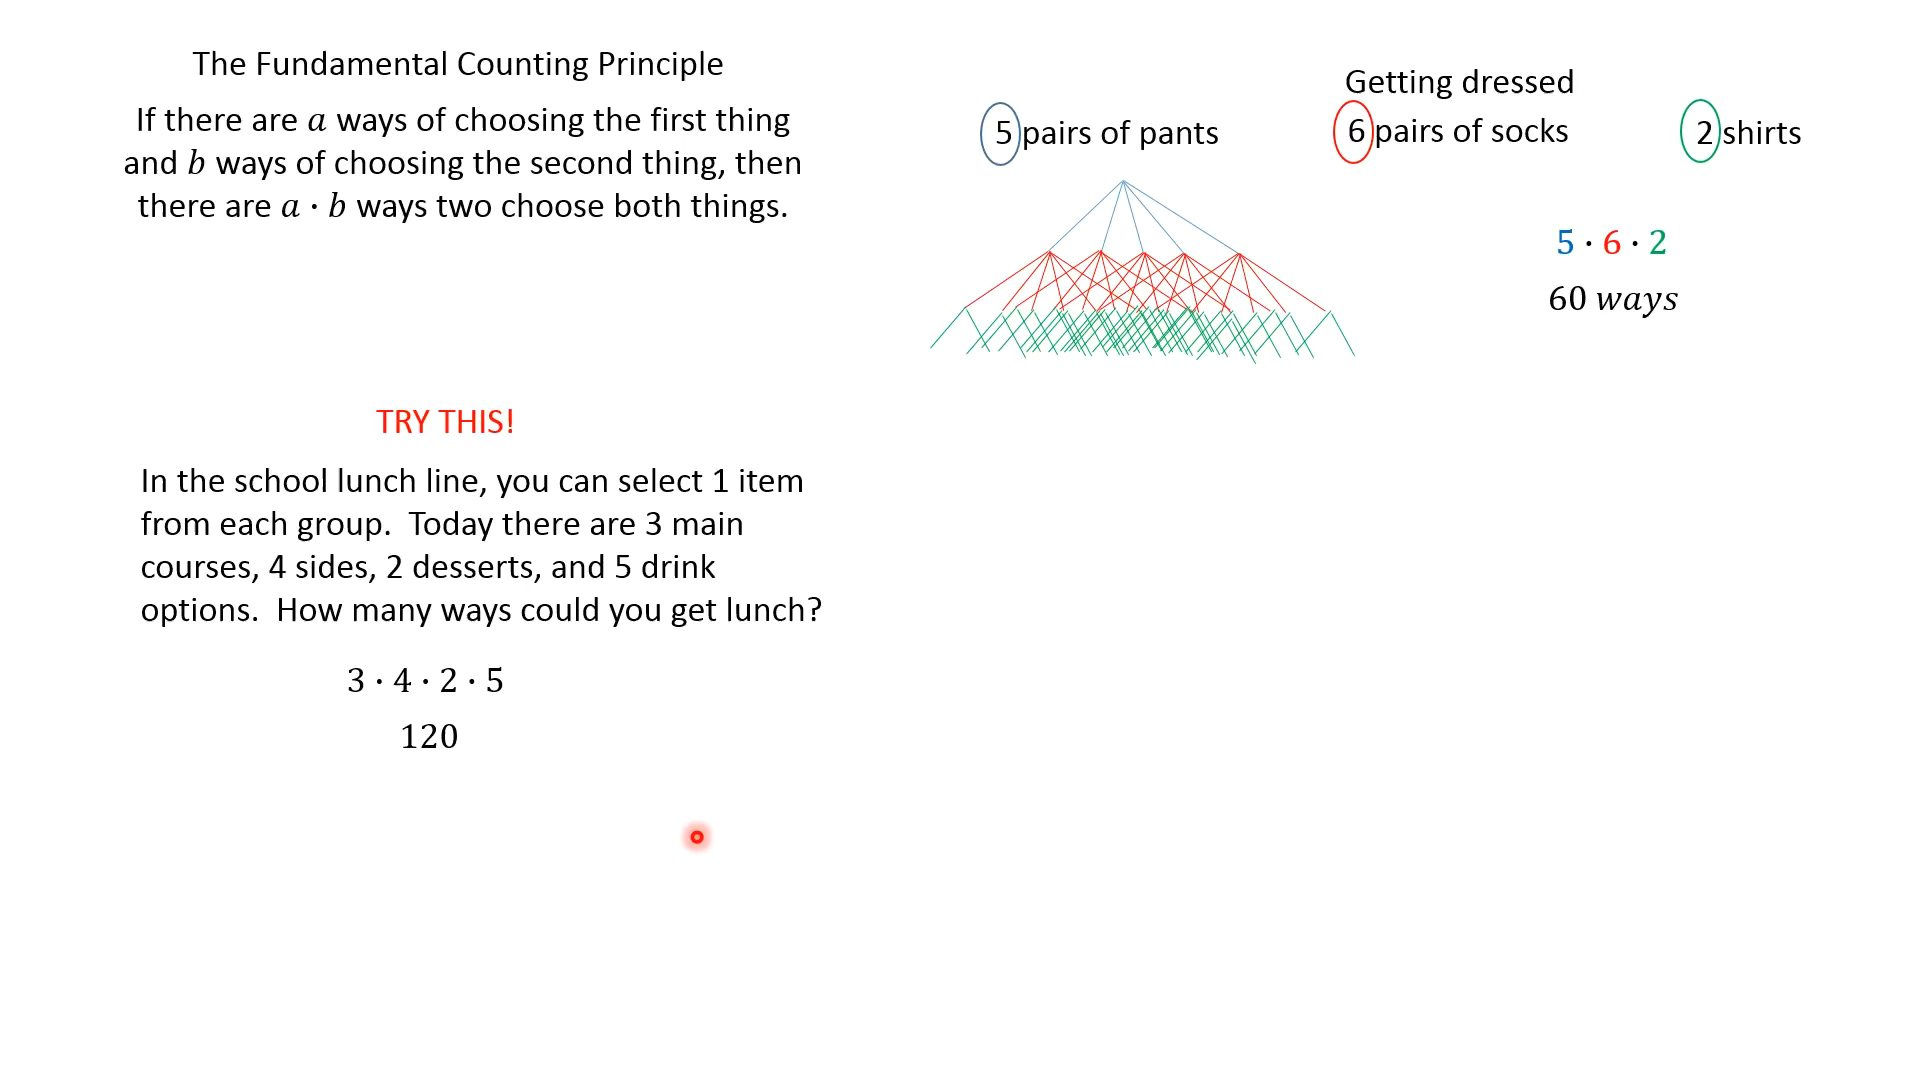 The Fundamental Counting Principle
If there are a ways of choosing the first thing
and b ways of choosing the second thing, then
there are a · b ways two choose both things.
Getting dressed
5 pairs of pants
6 pairs of socks
2 shirts
5 · 6 · 2
60 ways
TRY THIS!
In the school lunch line, you can select 1 item
from each group.  Today there are 3 main
courses, 4 sides, 2 desserts, and 5 drink
options.  How many ways could you get lunch?
3 · 4 · 2 · 5
120